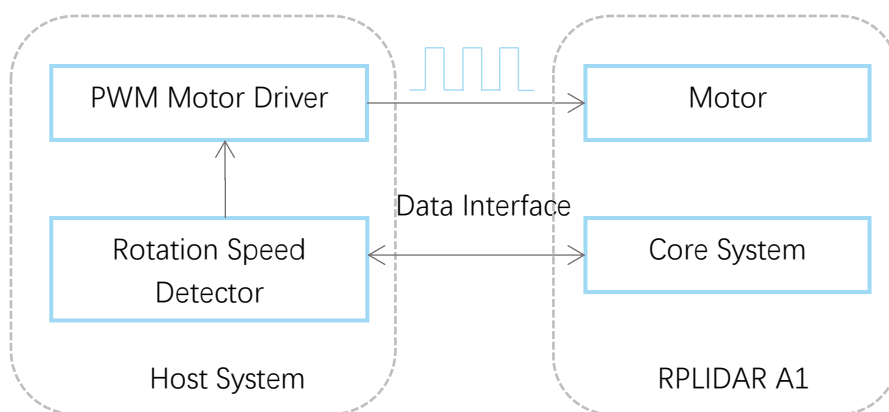 PWM Motor Driver
Motor
Data Interface
Rotation Speed
Detector
Core System
Host System
RPLIDAR A1